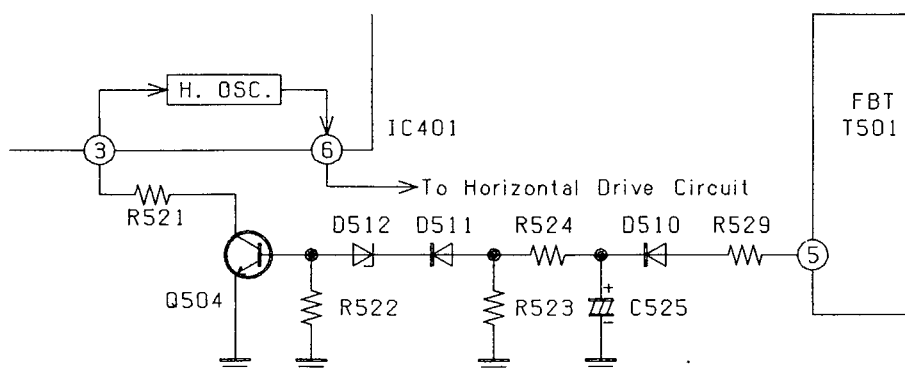 H. OSC.
FBT
T501
IC401
3
6
To Horizontal Drive Circuit
R521
D512
D511
R524
D510
R529
5
Q504
R522
R523
+
−
C525